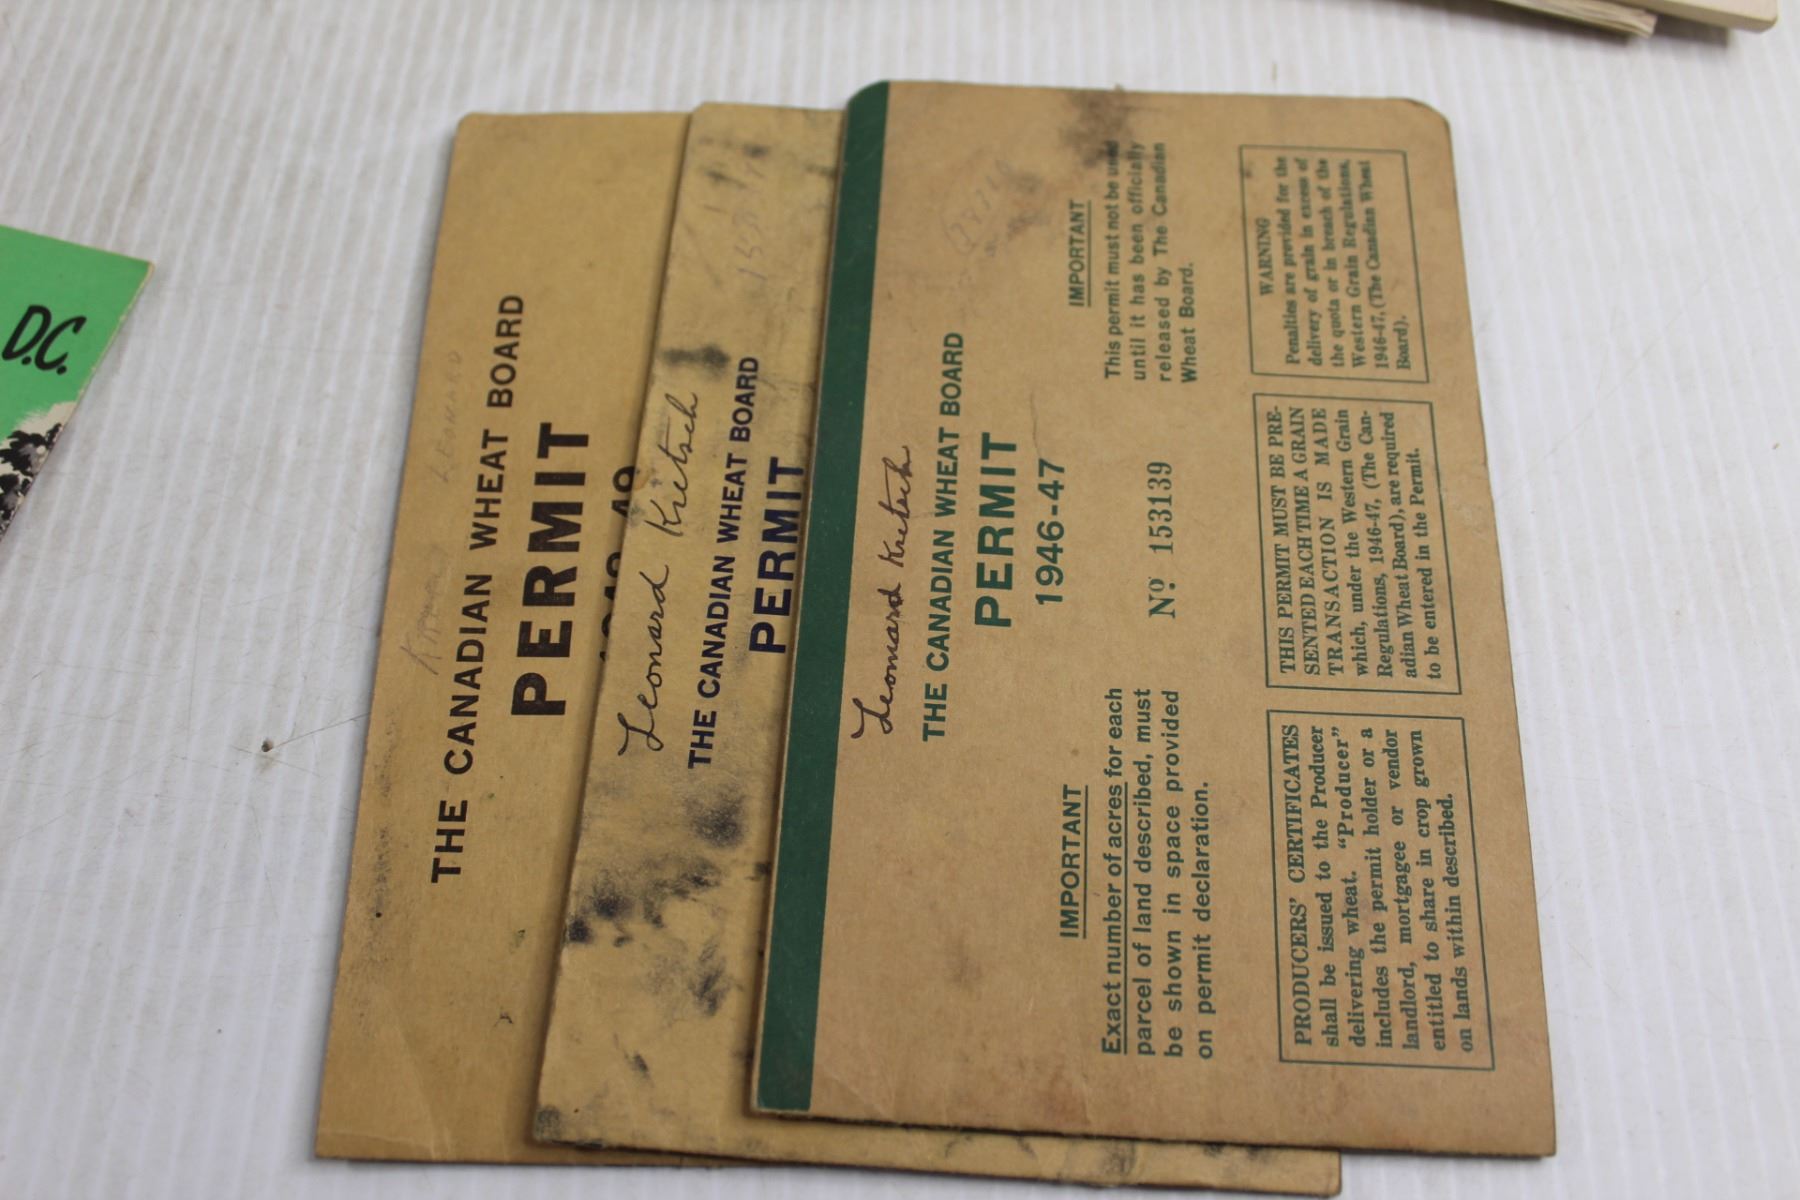 D.C.
LEONARD
THE CANADIAN WHEAT BOARD
PERMIT
Leonard Kretsch
THE CANADIAN WHEAT BOARD
PERMIT
Leonard Kretsch
THE CANADIAN WHEAT BOARD
PERMIT
1946-47
Nº 153139
IMPORTANT
Exact number of acres for each
parcel of land described, must
be shown in space provided
on permit declaration.
IMPORTANT
This permit must not be used
until it has been officially
released by The Canadian
Wheat Board.
PRODUCERS' CERTIFICATES
shall be issued to the Producer
delivering wheat. "Producer"
includes the permit holder or a
landlord, mortgagee or vendor
entitled to share in crop grown
on lands within described.
THIS PERMIT MUST BE PRE-
SENTED EACH TIME A GRAIN
TRANSACTION IS MADE
which, under the Western Grain
Regulations, 1946-47, (The Can-
adian Wheat Board), are required
to be entered in the Permit.
WARNING
Penalties are provided for the
delivery of grain in excess of
the quota or in breach of the
Western Grain Regulations,
1946-47, (The Canadian Wheat
Board).